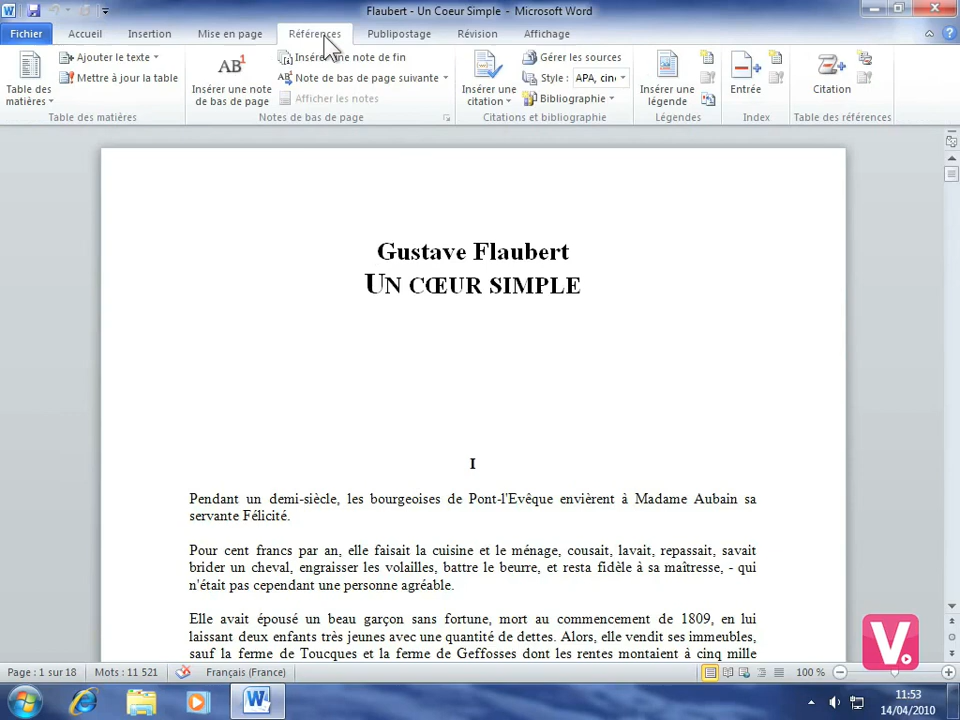 Flaubert - Un Coeur Simple - Microsoft Word
Fichier Accueil Insertion Mise en page Références Publipostage Révision Affichage
Table des matières
Ajouter le texte
Mettre à jour la table
Table des matières
AB1
Insérer une note de bas de page
Insérer une note de fin
AB1 Note de bas de page suivante
Afficher les notes
Notes de bas de page
Insérer une citation
Gérer les sources
Style : APA, cin
Bibliographie
Citations et bibliographie
Insérer une légende
Légendes
Entrée
Index
Citation
Table des références
Gustave Flaubert
UN CŒUR SIMPLE
I
Pendant un demi-siècle, les bourgeoises de Pont-l'Evêque envièrent à Madame Aubain sa
servante Félicité.
Pour cent francs par an, elle faisait la cuisine et le ménage, cousait, lavait, repassait, savait
brider un cheval, engraisser les volailles, battre le beurre, et resta fidèle à sa maîtresse, - qui
n'était pas cependant une personne agréable.
Elle avait épousé un beau garçon sans fortune, mort au commencement de 1809, en lui
laissant deux enfants très jeunes avec une quantité de dettes. Alors, elle vendit ses immeubles,
sauf la ferme de Toucques et la ferme de Geffosses dont les rentes montaient à cinq mille
V
Page : 1 sur 18 Mots : 11 521 Français (France) 100 %
11:53
14/04/2010